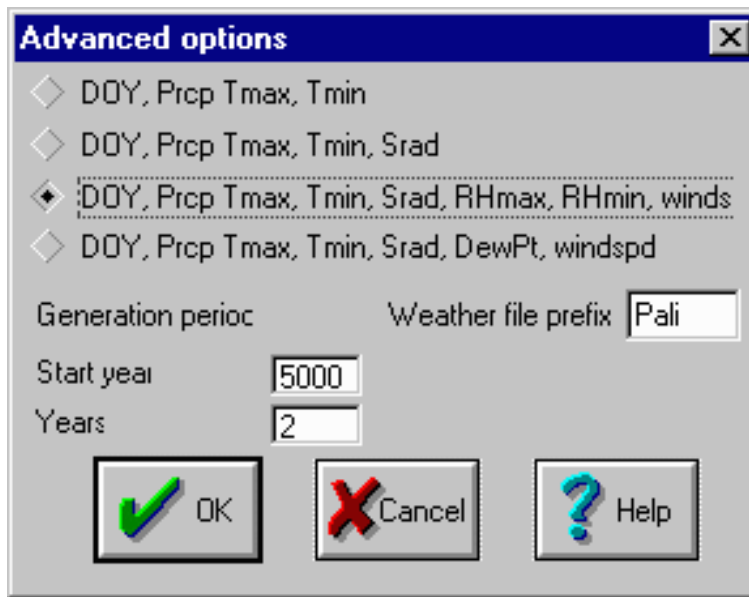 Advanced options
DOY, Prcp Tmax, Tmin
DOY, Prcp Tmax, Tmin, Srad
DOY, Prcp Tmax, Tmin, Srad, RHmax, RHmin, winds
DOY, Prcp Tmax, Tmin, Srad, DewPt, windspd
Generation perioc Weather file prefix Pali
Start yeai 5000
Years 2
OK Cancel Help